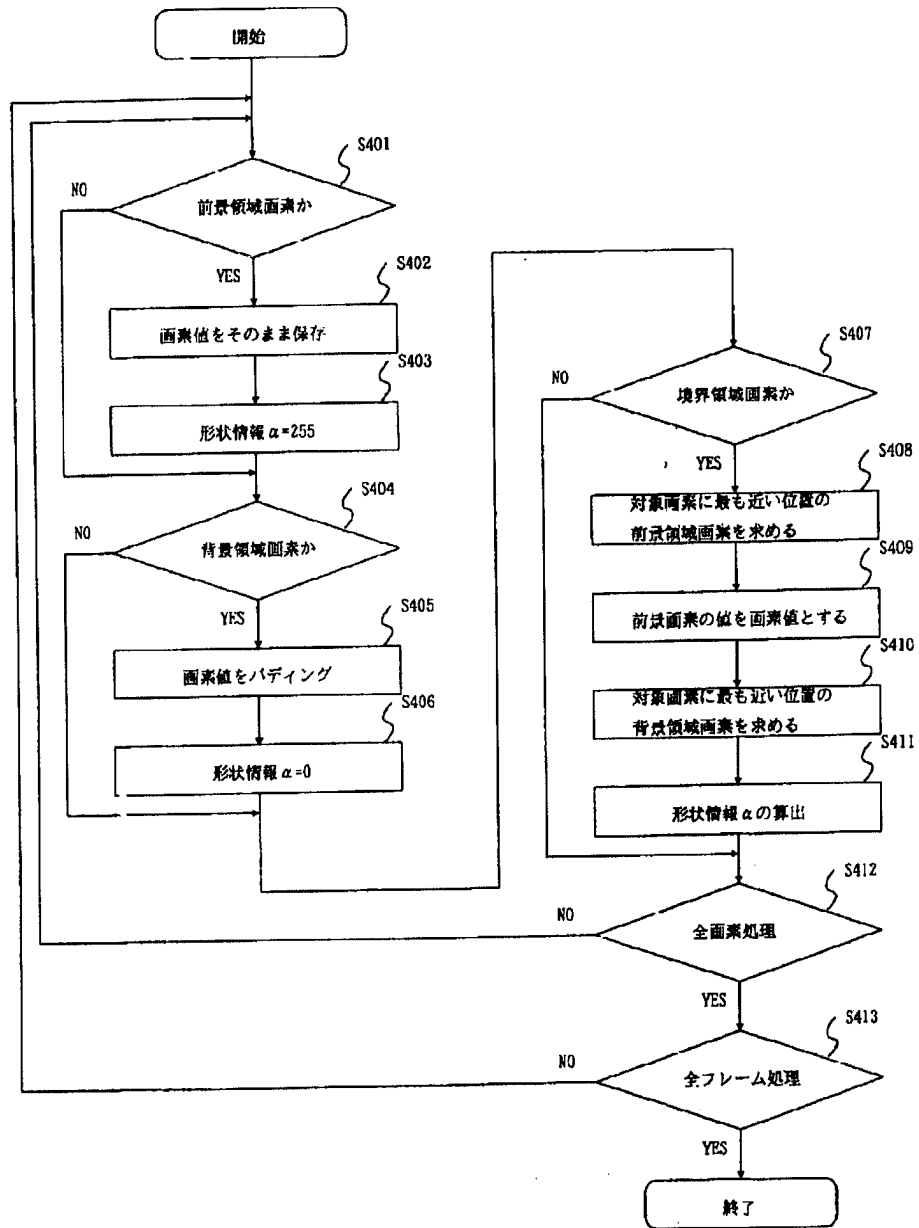 開始
S401
NO
前景領域画素か
YES
S402
画素値をそのまま保存
S403
形状情報α=255
S404
NO
背景領域画素か
YES
S405
画素値をパディング
S406
形状情報α=0
S407
NO
境界領域画素か
YES
S408
対象画素に最も近い位置の
前景領域画素を求める
S409
前景画素の値を画素値とする
S410
対象画素に最も近い位置の
背景領域画素を求める
S411
形状情報αの算出
S412
NO
全画素処理
YES
S413
NO
全フレーム処理
YES
終了